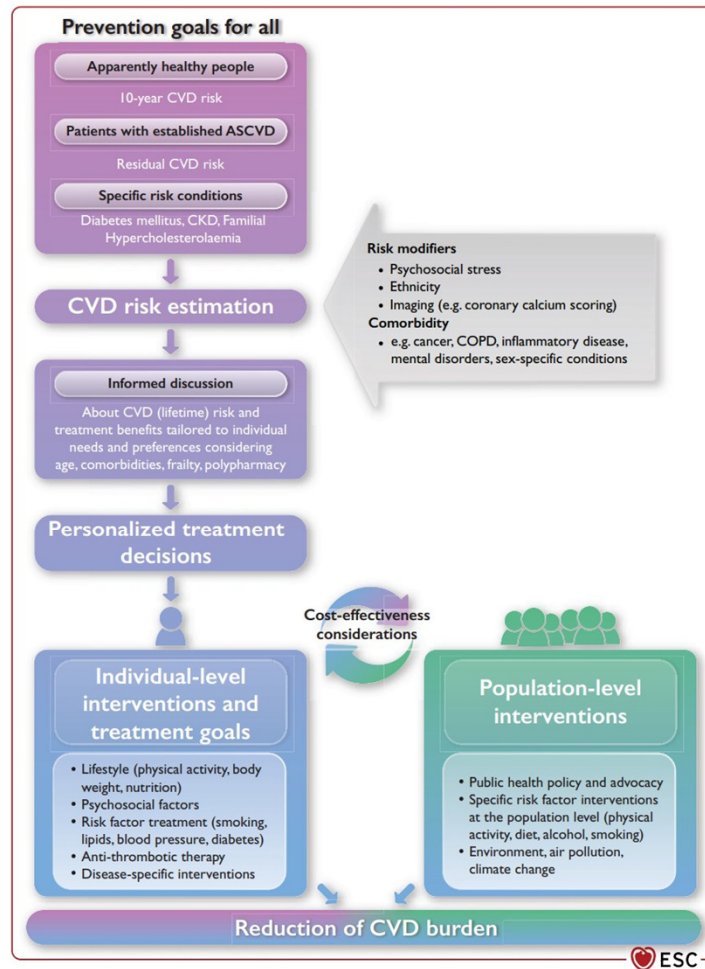 Prevention goals for all
Apparently healthy people
10-year CVD risk
Patients with established ASCVD
Residual CVD risk
Specific risk conditions
Diabetes mellitus, CKD, Familial
Hypercholesterolaemia
Risk modifiers
• Psychosocial stress
• Ethnicity
• Imaging (e.g. coronary calcium scoring)
Comorbidity
• e.g. cancer, COPD, inflammatory disease,
mental disorders, sex-specific conditions
CVD risk estimation
Informed discussion
About CVD (lifetime) risk and
treatment benefits tailored to individual
needs and preferences considering
age, comorbidities, frailty, polypharmacy
Personalized treatment
decisions
Cost-effectiveness
considerations
Individual-level
interventions and
treatment goals
• Lifestyle (physical activity, body
weight, nutrition)
• Psychosocial factors
• Risk factor treatment (smoking,
lipids, blood pressure, diabetes)
• Anti-thrombotic therapy
• Disease-specific interventions
Population-level
interventions
• Public health policy and advocacy
• Specific risk factor interventions
at the population level (physical
activity, diet, alcohol, smoking)
• Environment, air pollution,
climate change
Reduction of CVD burden
ESC